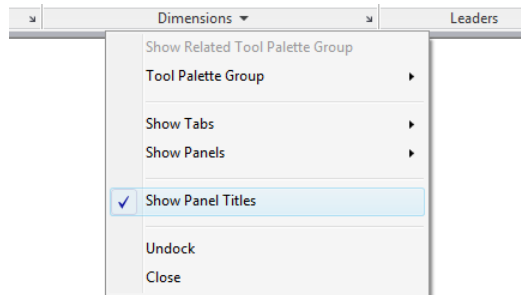 Dimensions
Leaders
Show Related Tool Palette Group
Tool Palette Group
Show Tabs
Show Panels
Show Panel Titles
Undock
Close